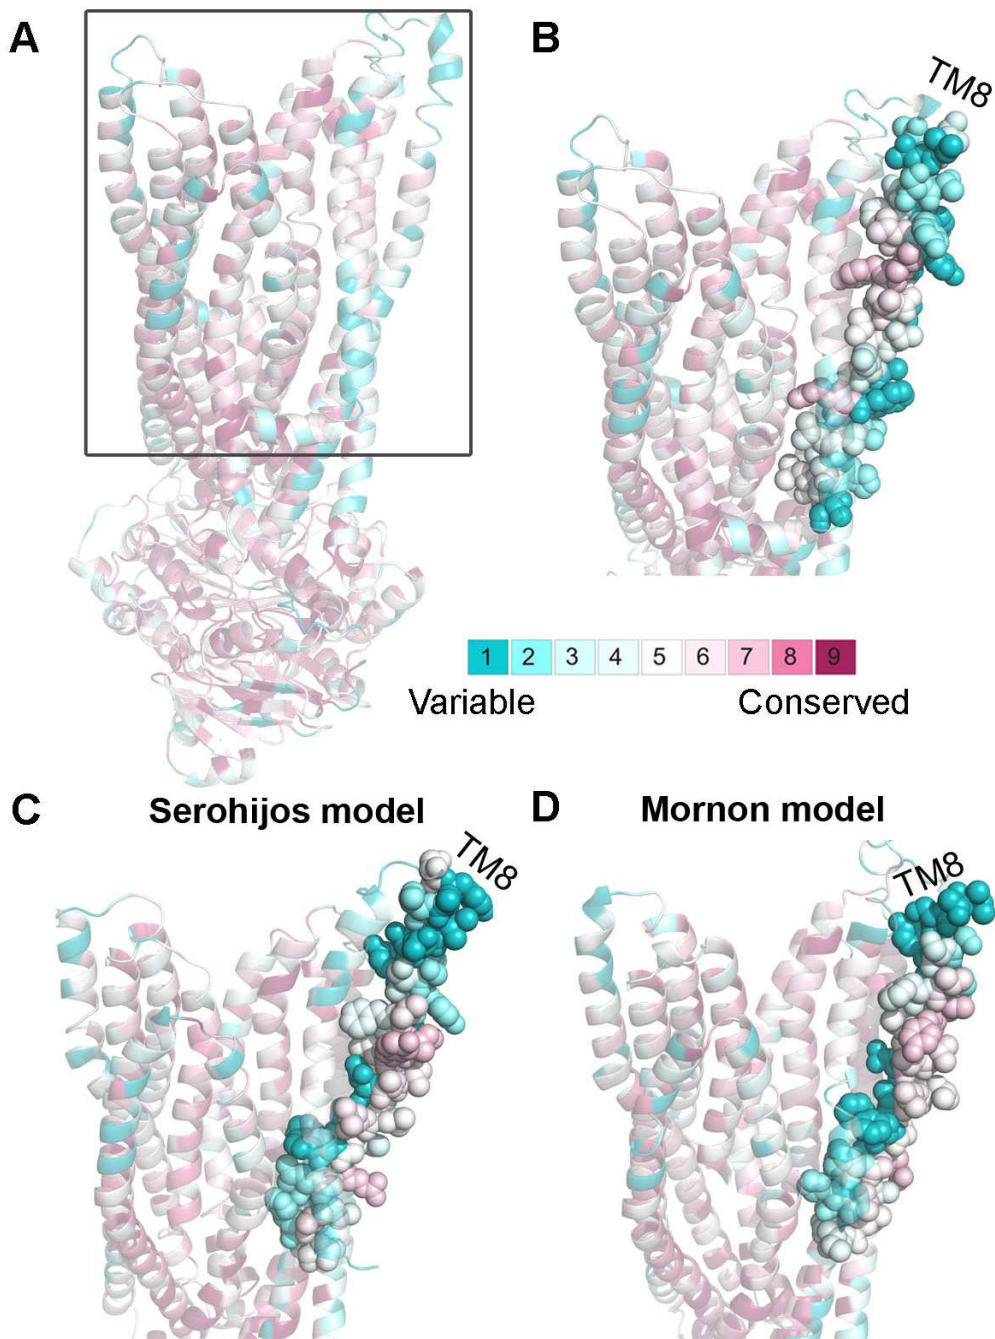 A
B
TM8
1 2 3 4 5 6 7 8 9
Variable Conserved
C Serohijos model
TM8
D Mornon model
TM8